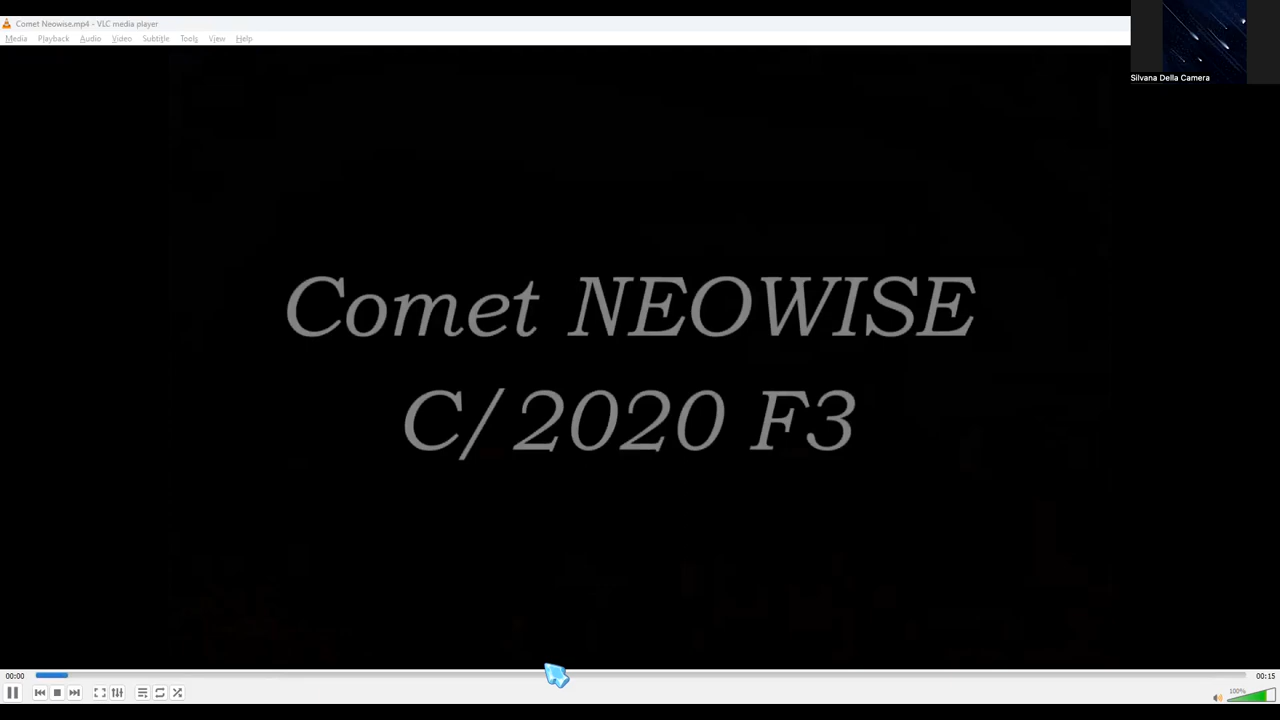 Comet Neowise.mp4 - VLC media player
Media Playback Audio Video Subtitle Tools View Help
Silvana Della Camera
Comet NEOWISE
C/2020 F3
00:00
00:15
100%